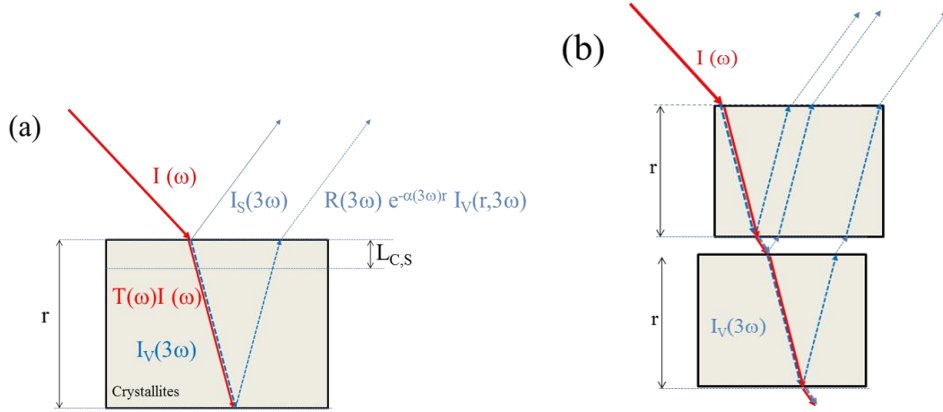 (a)
I (ω)
I_S(3ω)
R(3ω) e^{-α(3ω)r} I_V(r,3ω)
L_{C,S}
r
T(ω)I (ω)
I_V(3ω)
Crystallites
(b)
I (ω)
r
r
I_V(3ω)